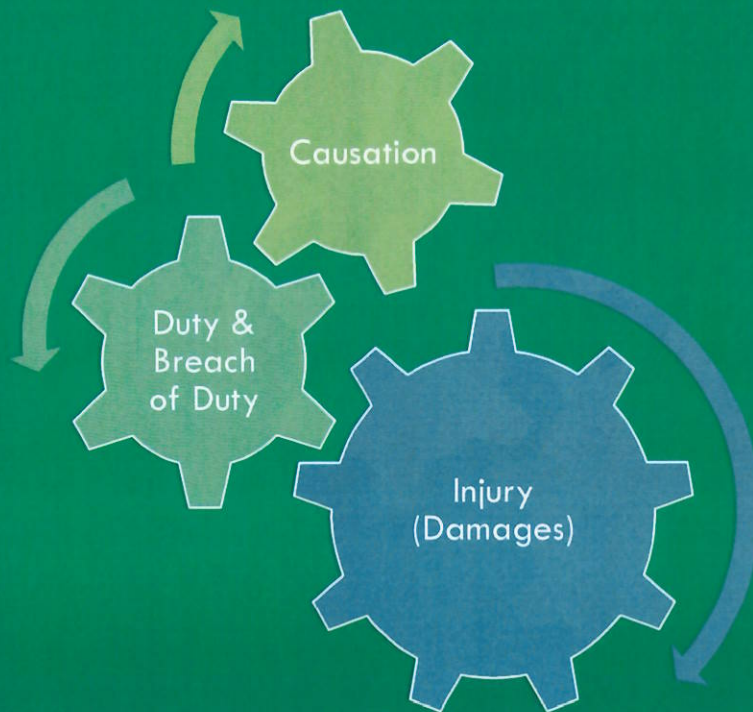 Causation
Duty &
Breach
of Duty
Injury
(Damages)